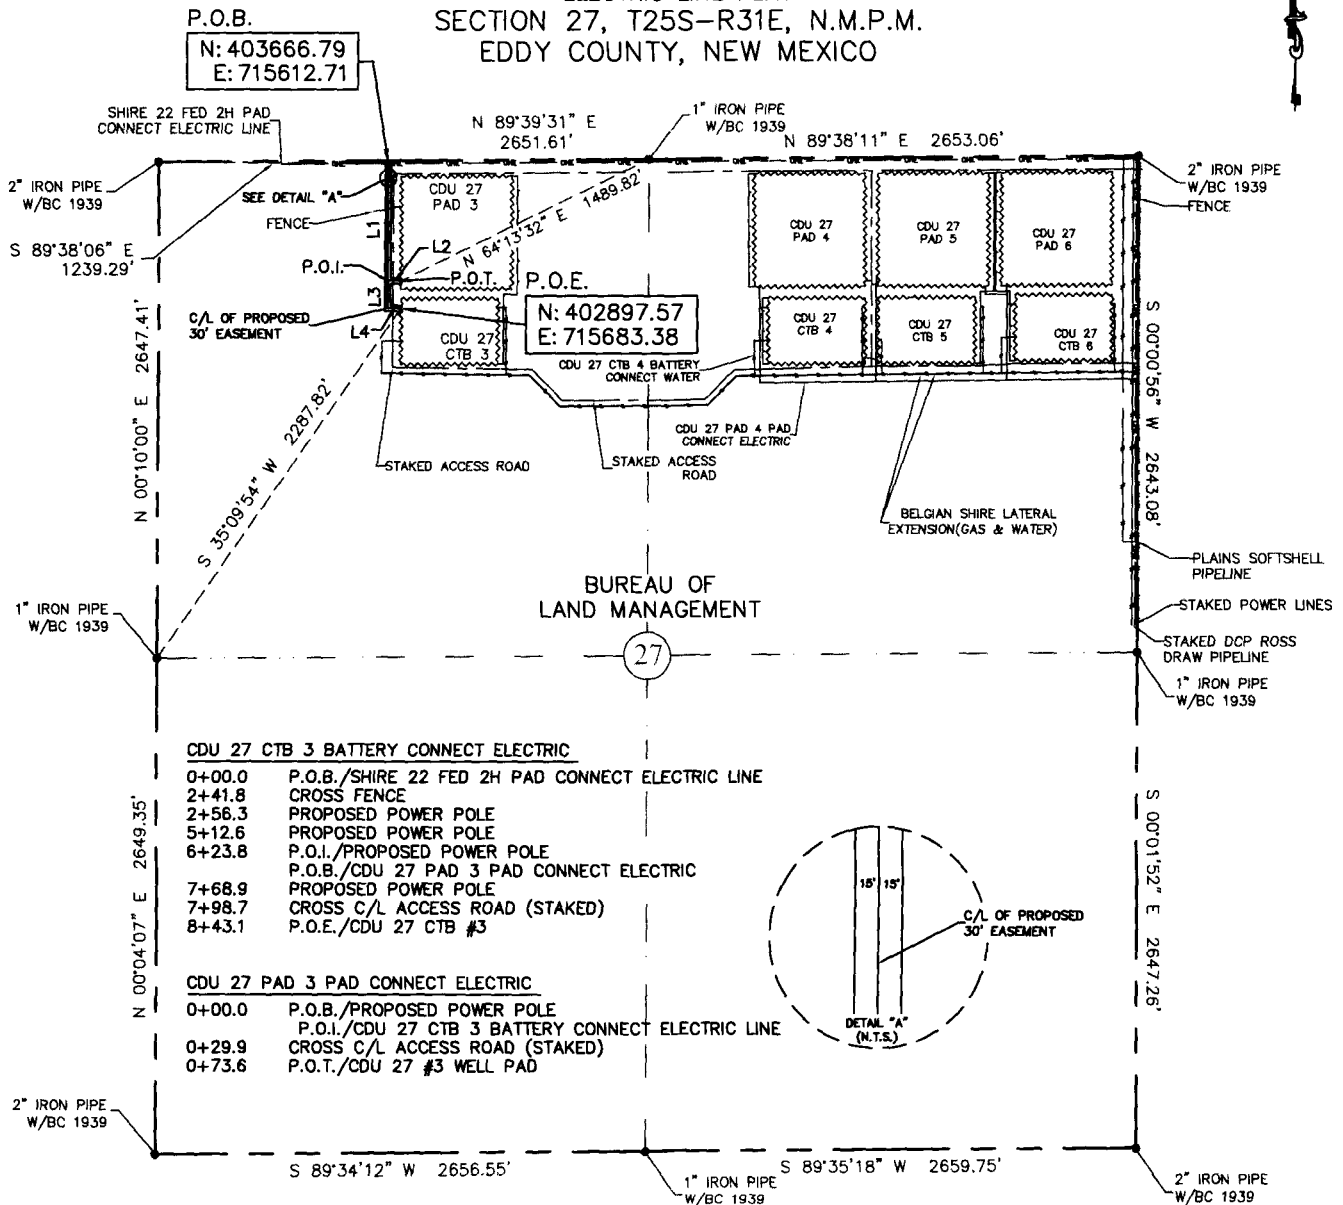 P.O.B.
N: 403666.79
E: 715612.71
SECTION 27, T25S-R31E, N.M.P.M.
EDDY COUNTY, NEW MEXICO
SHIRE 22 FED 2H PAD
CONNECT ELECTRIC LINE
N 89°39'31" E
2651.61'
1" IRON PIPE
W/BC 1939
N 89°38'11" E 2653.06'
2" IRON PIPE
W/BC 1939
2" IRON PIPE
W/BC 1939
FENCE
SEE DETAIL "A"
FENCE
CDU 27
PAD 3
N 64°13'32" E 1489.82'
CDU 27
PAD 4
CDU 27
PAD 5
CDU 27
PAD 6
S 89°38'06" E
1239.29'
L1
L2
P.O.I.
P.O.T.
L3
P.O.E.
N: 402897.57
E: 715683.38
C/L OF PROPOSED
30' EASEMENT
L4
CDU 27
CTB 3
CDU 27
CTB 4
CDU 27
CTB 5
CDU 27
CTB 6
CDU 27 CTB 4 BATTERY
CONNECT WATER
N 00°10'00" E 2647.41'
S 00°00'56" W 2643.08'
S 35°09'54" W 2287.82'
CDU 27 PAD 4 PAD
CONNECT ELECTRIC
STAKED ACCESS ROAD
STAKED ACCESS
ROAD
BELGIAN SHIRE LATERAL
EXTENSION(GAS & WATER)
PLAINS SOFTSHELL
PIPELINE
BUREAU OF
LAND MANAGEMENT
1" IRON PIPE
W/BC 1939
STAKED POWER LINES
STAKED DCP ROSS
DRAW PIPELINE
27
1" IRON PIPE
W/BC 1939
CDU 27 CTB 3 BATTERY CONNECT ELECTRIC
0+00.0 P.O.B./SHIRE 22 FED 2H PAD CONNECT ELECTRIC LINE
2+41.8 CROSS FENCE
2+56.3 PROPOSED POWER POLE
5+12.6 PROPOSED POWER POLE
6+23.8 P.O.I./PROPOSED POWER POLE
P.O.B./CDU 27 PAD 3 PAD CONNECT ELECTRIC
7+68.9 PROPOSED POWER POLE
7+98.7 CROSS C/L ACCESS ROAD (STAKED)
8+43.1 P.O.E./CDU 27 CTB #3
N 00°04'07" E 2649.35'
S 00°01'52" E 2647.26'
15' 15'
C/L OF PROPOSED
30' EASEMENT
DETAIL "A"
(N.T.S.)
CDU 27 PAD 3 PAD CONNECT ELECTRIC
0+00.0 P.O.B./PROPOSED POWER POLE
P.O.I./CDU 27 CTB 3 BATTERY CONNECT ELECTRIC LINE
0+29.9 CROSS C/L ACCESS ROAD (STAKED)
0+73.6 P.O.T./CDU 27 #3 WELL PAD
2" IRON PIPE
W/BC 1939
S 89°34'12" W 2656.55'
1" IRON PIPE
W/BC 1939
S 89°35'18" W 2659.75'
2" IRON PIPE
W/BC 1939